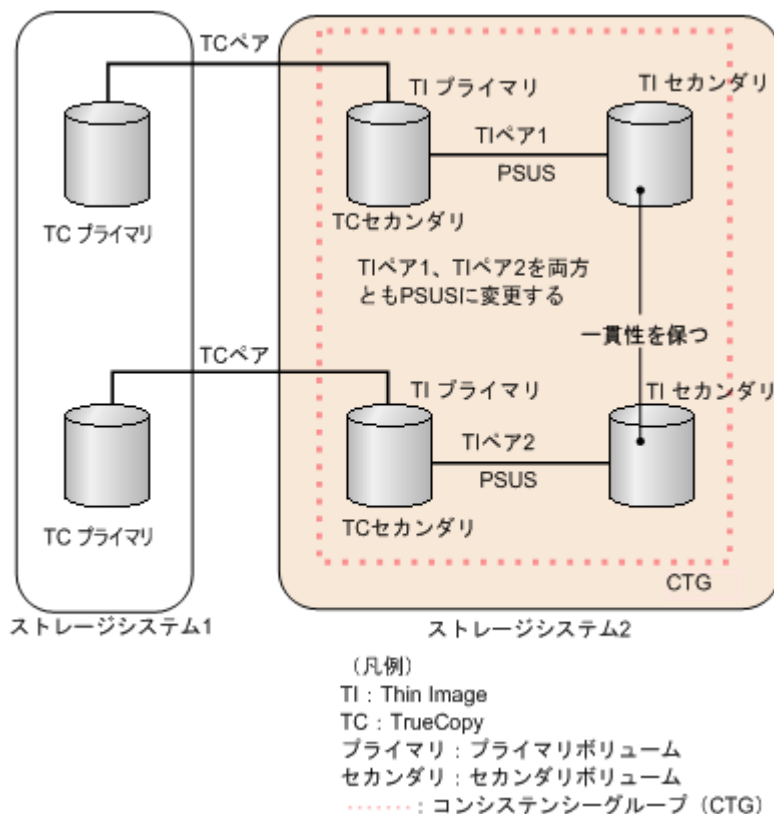 TCペア
TI プライマリ
TI セカンダリ
TIペア1
PSUS
TC プライマリ
TCセカンダリ
TIペア1、TIペア2を両方
ともPSUSに変更する
一貫性を保つ
TCペア
TI プライマリ
TI セカンダリ
TIペア2
PSUS
TC プライマリ
TCセカンダリ
CTG
ストレージシステム1
ストレージシステム2
（凡例）
TI：Thin Image
TC：TrueCopy
プライマリ：プライマリボリューム
セカンダリ：セカンダリボリューム
：コンシステンシーグループ（CTG）